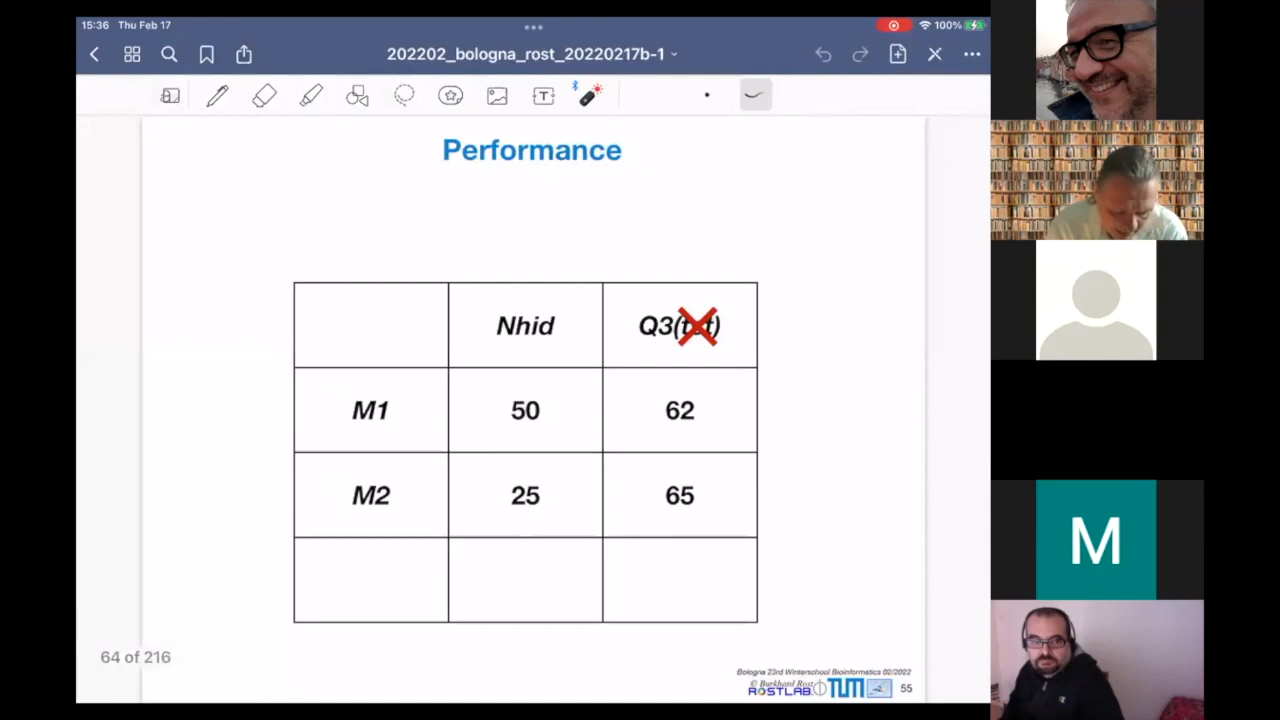 15:36 Thu Feb 17
100%
202202_bologna_rost_20220217b-1
T
Performance
Nhid Q3(tst)
M1 50 62
M2 25 65
64 of 216
Bologna 23rd Winterschool Bioinformatics 02/2022
© Burkhard Rost
ROSTLAB TUM 55
M